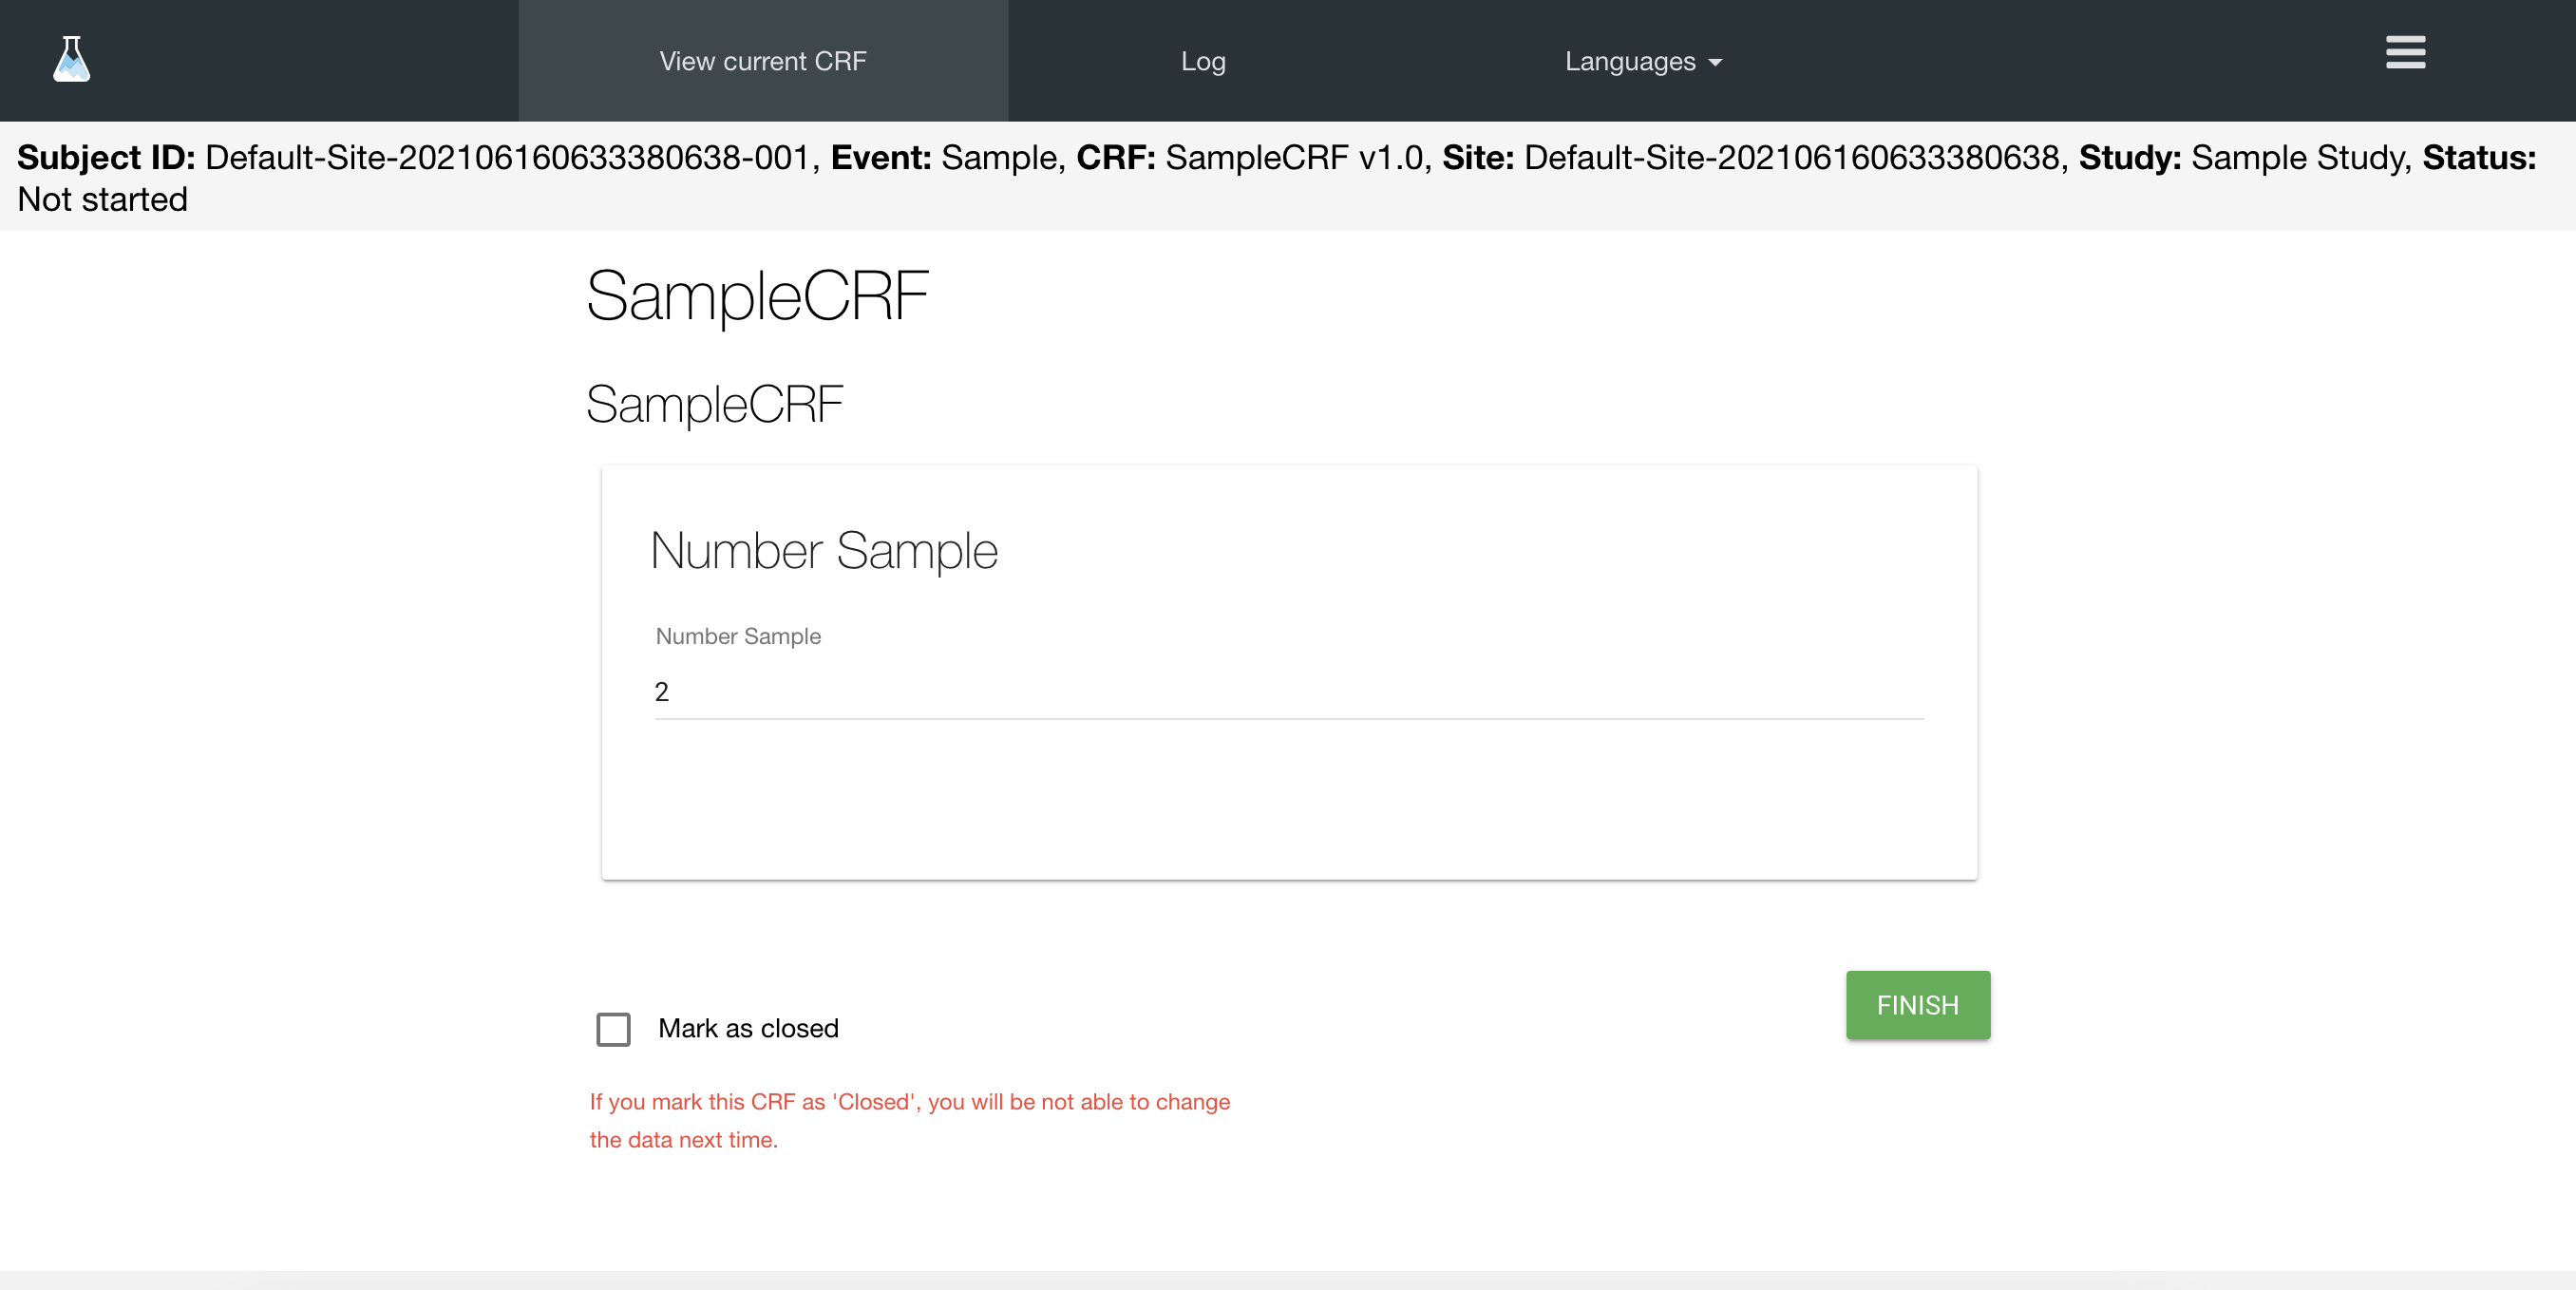 View current CRF
Log
Languages
Subject ID: Default-Site-202106160633380638-001, Event: Sample, CRF: SampleCRF v1.0, Site: Default-Site-202106160633380638, Study: Sample Study, Status:
Not started
SampleCRF
SampleCRF
Number Sample
Number Sample
2
FINISH
Mark as closed
If you mark this CRF as 'Closed', you will be not able to change
the data next time.